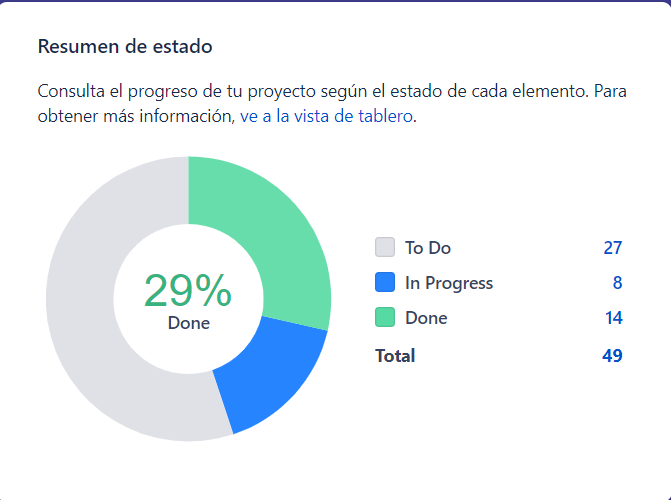 Resumen de estado
Consulta el progreso de tu proyecto según el estado de cada elemento. Para
obtener más información, ve a la vista de tablero.
29%
Done
To Do 27
In Progress 8
Done 14
Total 49